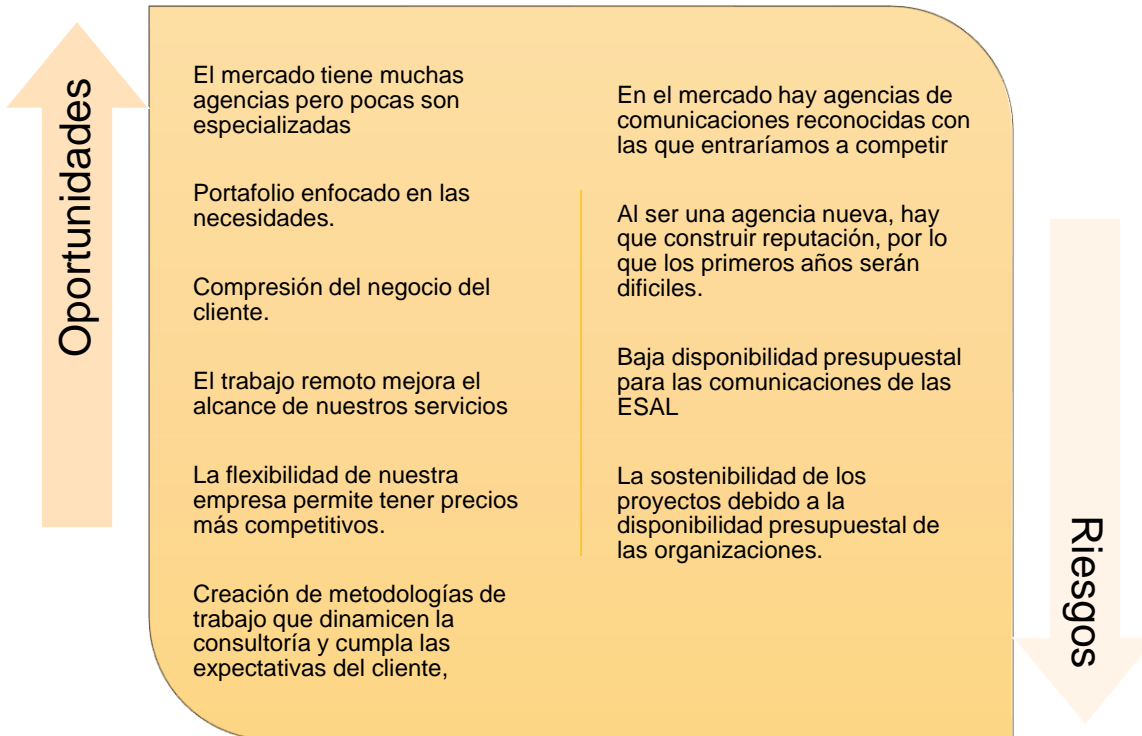 Oportunidades
El mercado tiene muchas
agencias pero pocas son
especializadas
Portafolio enfocado en las
necesidades.
Compresión del negocio del
cliente.
El trabajo remoto mejora el
alcance de nuestros servicios
La flexibilidad de nuestra
empresa permite tener precios
más competitivos.
Creación de metodologías de
trabajo que dinamicen la
consultoría y cumpla las
expectativas del cliente,
En el mercado hay agencias de
comunicaciones reconocidas con
las que entraríamos a competir
Al ser una agencia nueva, hay
que construir reputación, por lo
que los primeros años serán
dificiles.
Baja disponibilidad presupuestal
para las comunicaciones de las
ESAL
La sostenibilidad de los
proyectos debido a la
disponibilidad presupuestal de
las organizaciones.
Riesgos